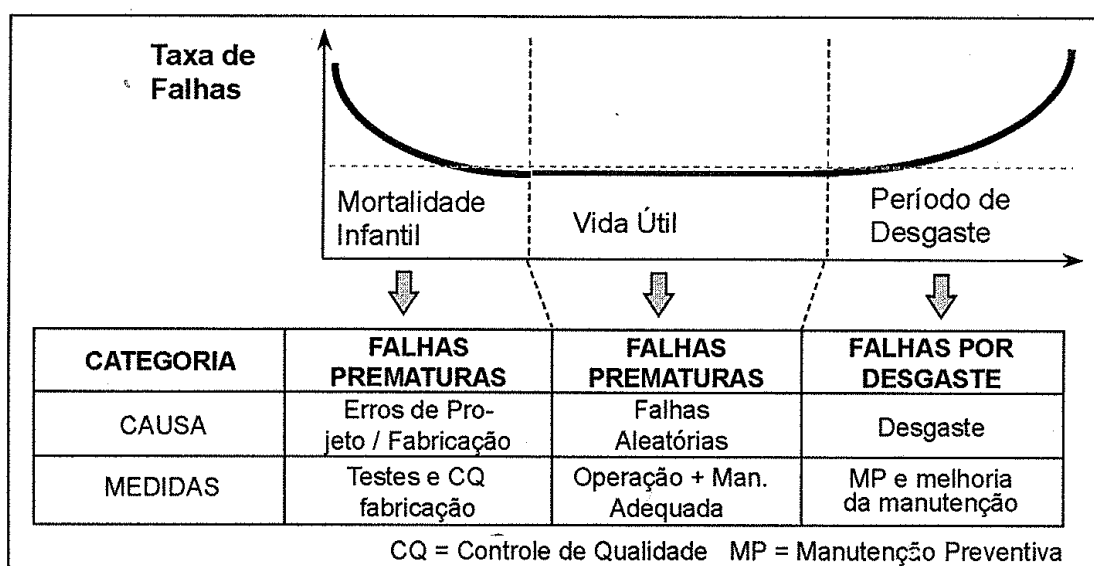 Taxa de
Falhas
Mortalidade
Infantil
Vida Útil
Período de
Desgaste
CATEGORIA
FALHAS
PREMATURAS
FALHAS
PREMATURAS
FALHAS POR
DESGASTE
CAUSA
Erros de Pro-
jeto / Fabricação
Falhas
Aleatórias
Desgaste
MEDIDAS
Testes e CQ
fabricação
Operação + Man.
Adequada
MP e melhoria
da manutenção
CQ = Controle de Qualidade MP = Manutenção Preventiva